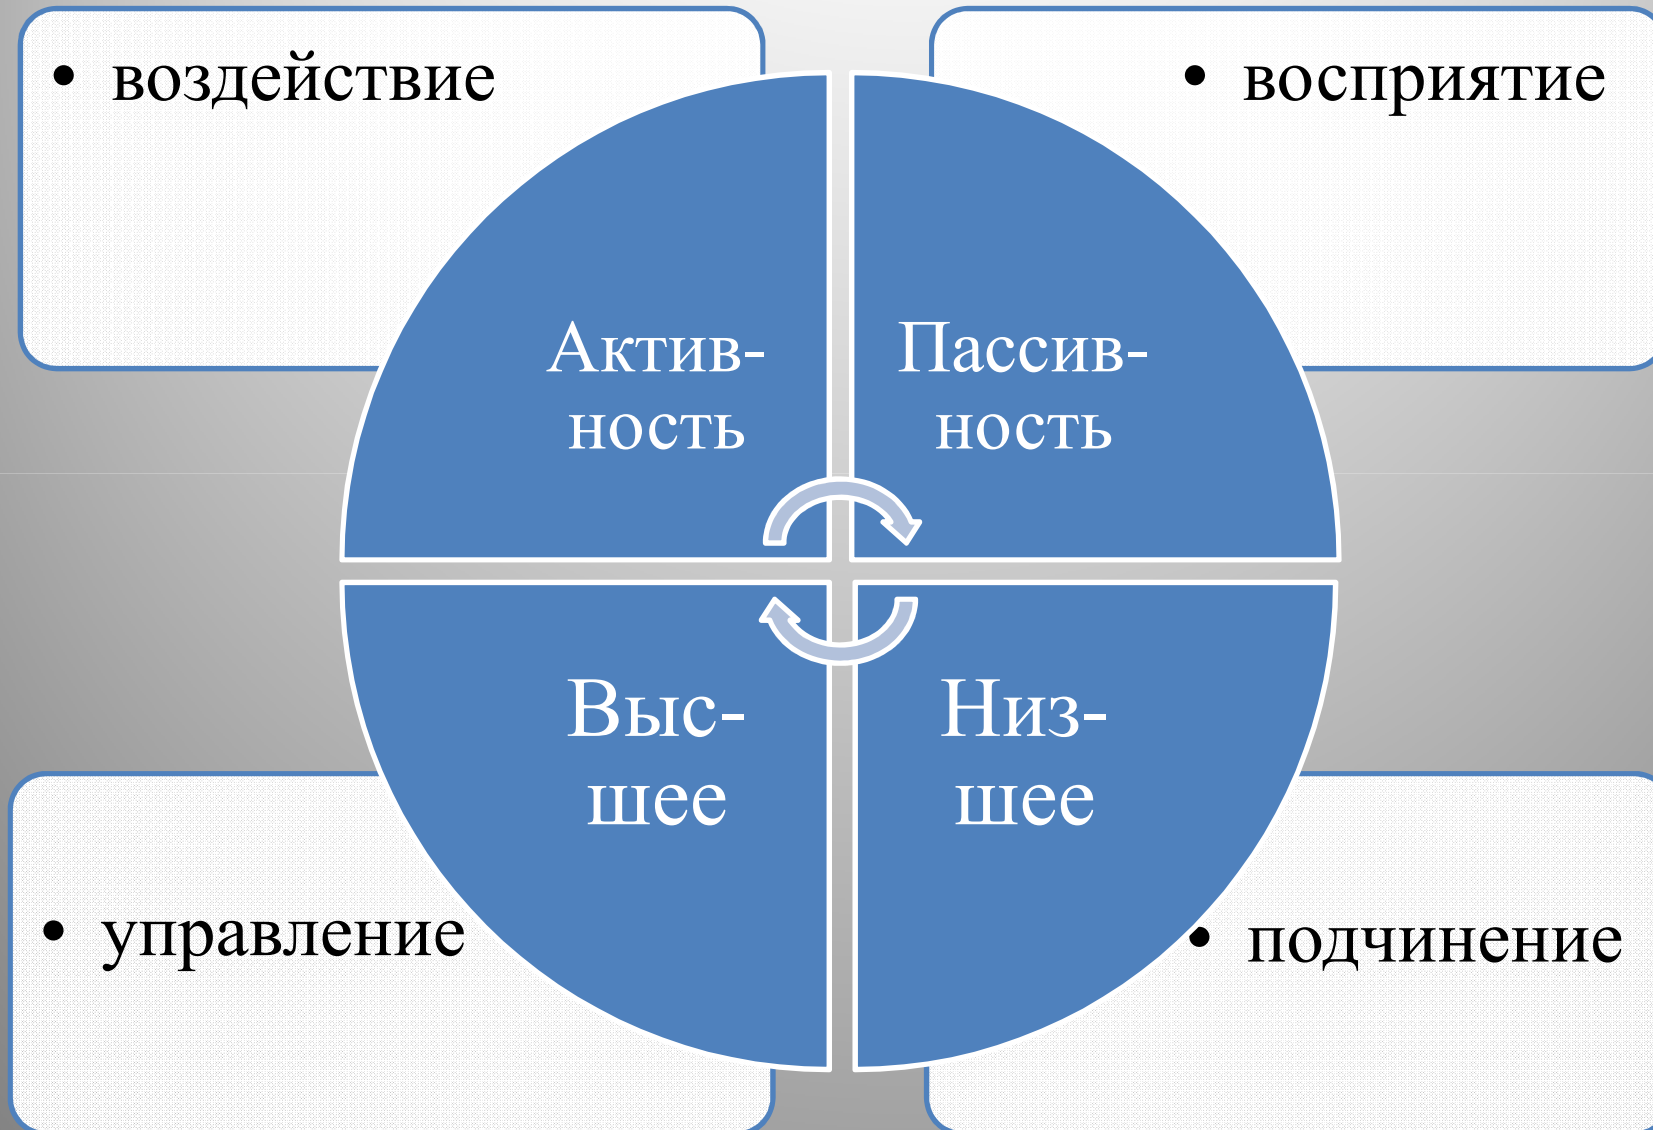 • воздействие
• восприятие
Актив-
ность
Пассив-
ность
Выс-
шее
Низ-
шее
• управление
• подчинение